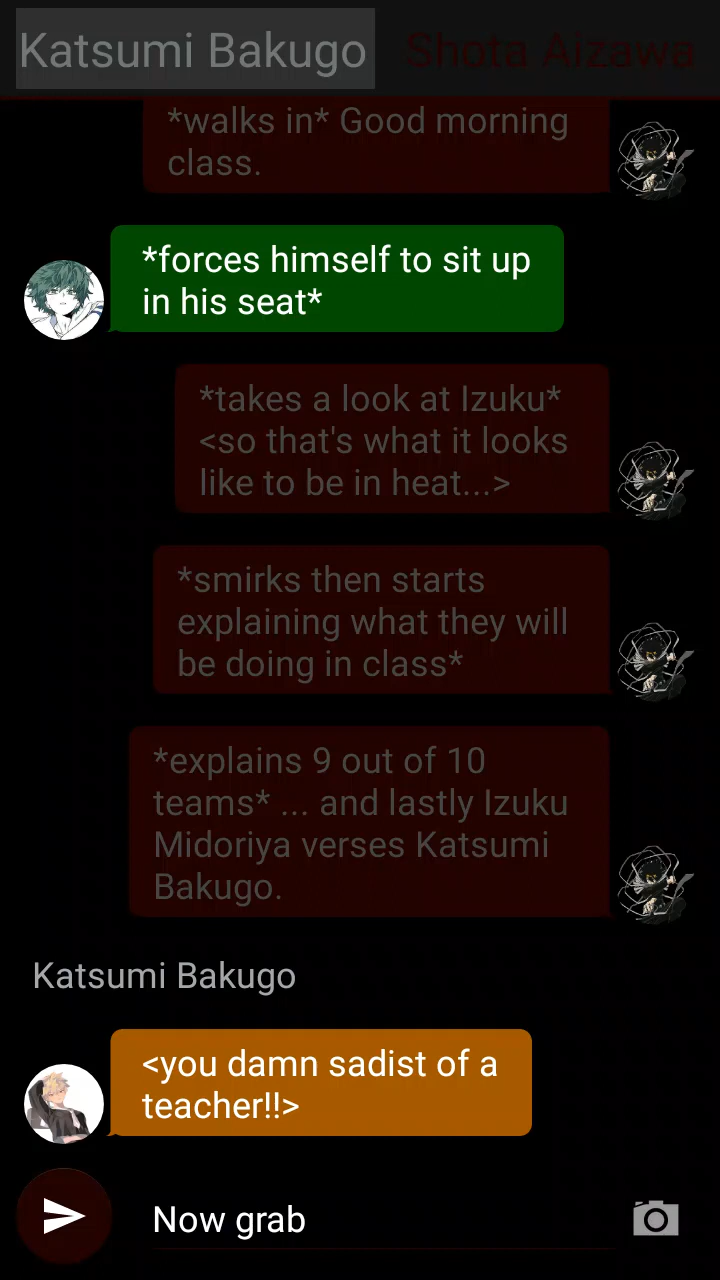 Katsumi Bakugo Shota Aizawa
*walks in* Good morning
class.
*forces himself to sit up
in his seat*
*takes a look at Izuku*
<so that's what it looks
like to be in heat...>
*smirks then starts
explaining what they will
be doing in class*
*explains 9 out of 10
teams* ... and lastly Izuku
Midoriya verses Katsumi
Bakugo.
Katsumi Bakugo
<you damn sadist of a
teacher!!>
Now grab